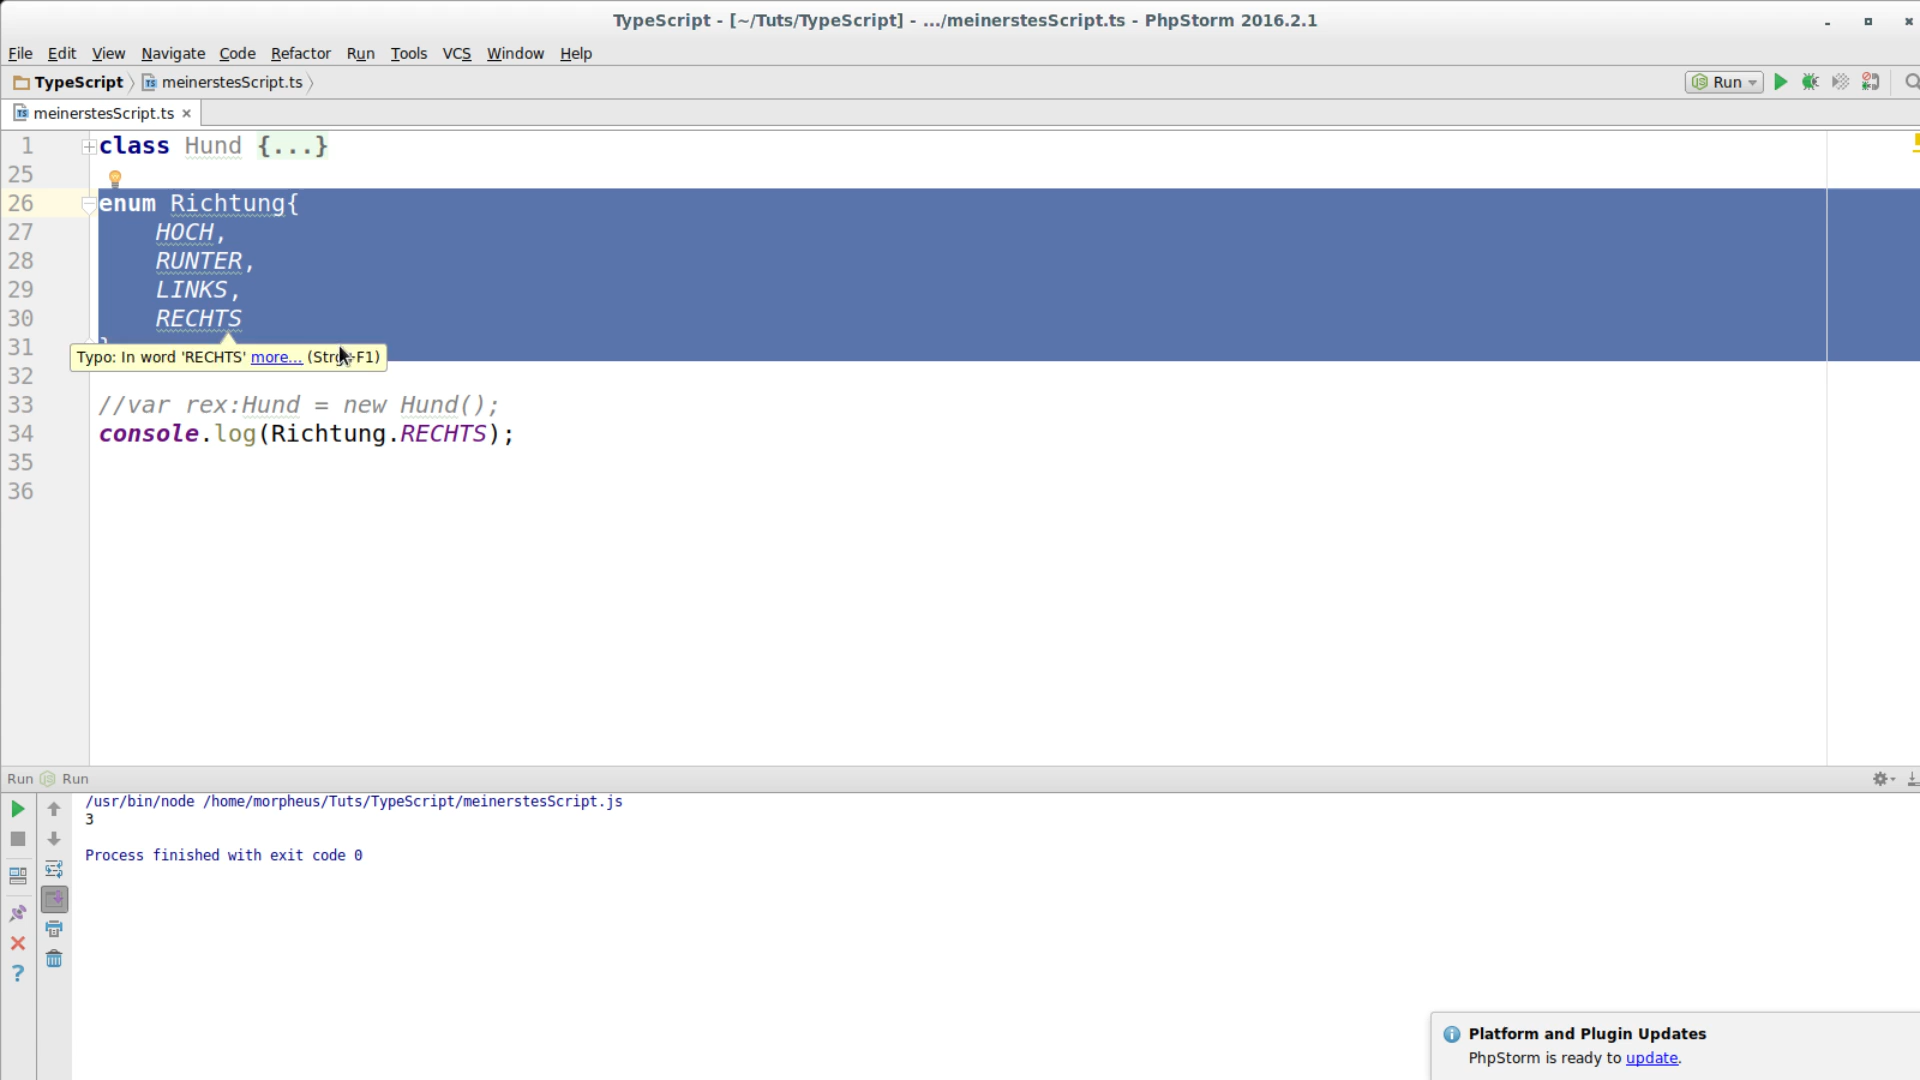 TypeScript - [~/Tuts/TypeScript] - .../meinerstesScript.ts - PhpStorm 2016.2.1
File Edit View Navigate Code Refactor Run Tools VCS Window Help
TypeScript meinerstesScript.ts Run
meinerstesScript.ts
1 class Hund {...}
25
26 enum Richtung{
27 HOCH,
28 RUNTER,
29 LINKS,
30 RECHTS
31
Typo: In word 'RECHTS' more... (Strg+F1)
32
33 //var rex:Hund = new Hund();
34 console.log(Richtung.RECHTS);
35
36
Run Run
/usr/bin/node /home/morpheus/Tuts/TypeScript/meinerstesScript.js
3
Process finished with exit code 0
Platform and Plugin Updates
PhpStorm is ready to update.